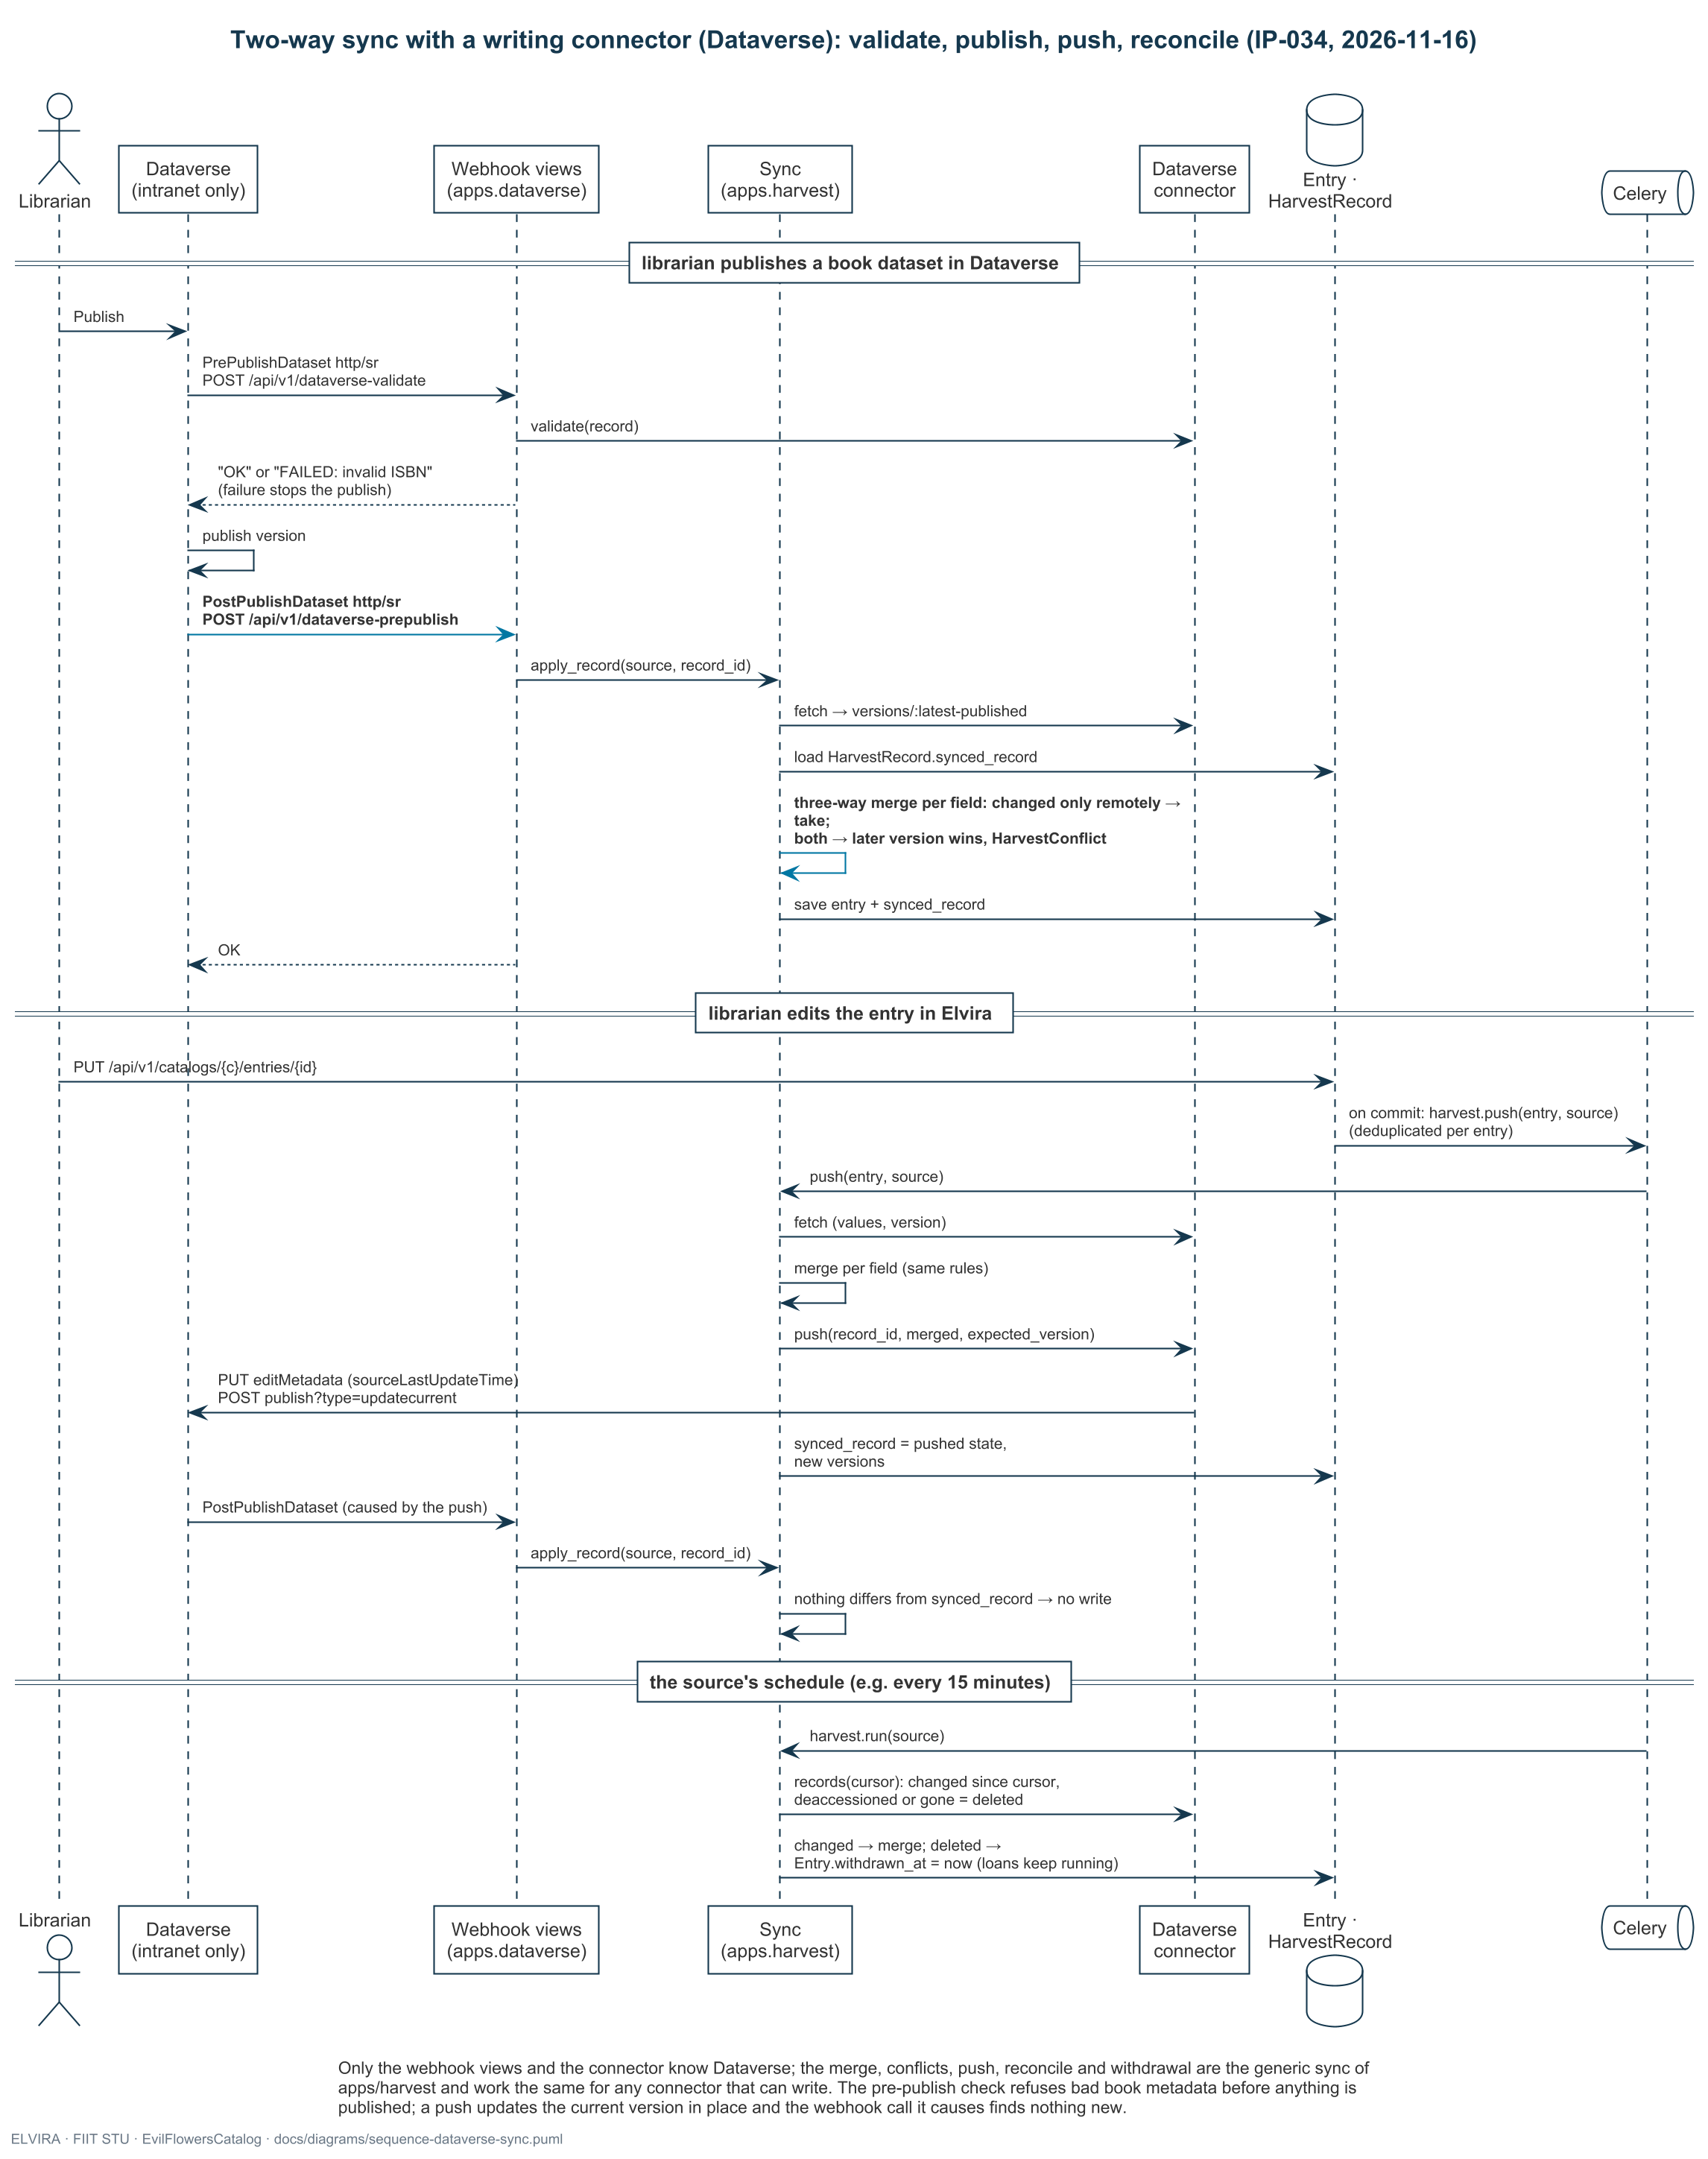 Two-way sync with a writing connector (Dataverse): validate, publish, push, reconcile (IP-034, 2026-11-16)
Librarian
Dataverse
(intranet only)
Webhook views
(apps.dataverse)
Sync
(apps.harvest)
Dataverse
connector
Entry ·
HarvestRecord
Celery
librarian publishes a book dataset in Dataverse
Publish
PrePublishDataset http/sr
POST /api/v1/dataverse-validate
validate(record)
"OK" or "FAILED: invalid ISBN"
(failure stops the publish)
publish version
PostPublishDataset http/sr
POST /api/v1/dataverse-prepublish
apply_record(source, record_id)
fetch → versions/:latest-published
load HarvestRecord.synced_record
three-way merge per field: changed only remotely →
take;
both → later version wins, HarvestConflict
save entry + synced_record
OK
librarian edits the entry in Elvira
PUT /api/v1/catalogs/{c}/entries/{id}
on commit: harvest.push(entry, source)
(deduplicated per entry)
push(entry, source)
fetch (values, version)
merge per field (same rules)
push(record_id, merged, expected_version)
PUT editMetadata (sourceLastUpdateTime)
POST publish?type=updatecurrent
synced_record = pushed state,
new versions
PostPublishDataset (caused by the push)
apply_record(source, record_id)
nothing differs from synced_record → no write
the source's schedule (e.g. every 15 minutes)
harvest.run(source)
records(cursor): changed since cursor,
deaccessioned or gone = deleted
changed → merge; deleted →
Entry.withdrawn_at = now (loans keep running)
Librarian
Dataverse
(intranet only)
Webhook views
(apps.dataverse)
Sync
(apps.harvest)
Dataverse
connector
Entry ·
HarvestRecord
Celery
Only the webhook views and the connector know Dataverse; the merge, conflicts, push, reconcile and withdrawal are the generic sync of
apps/harvest and work the same for any connector that can write. The pre-publish check refuses bad book metadata before anything is
published; a push updates the current version in place and the webhook call it causes finds nothing new.
ELVIRA · FIIT STU · EvilFlowersCatalog · docs/diagrams/sequence-dataverse-sync.puml